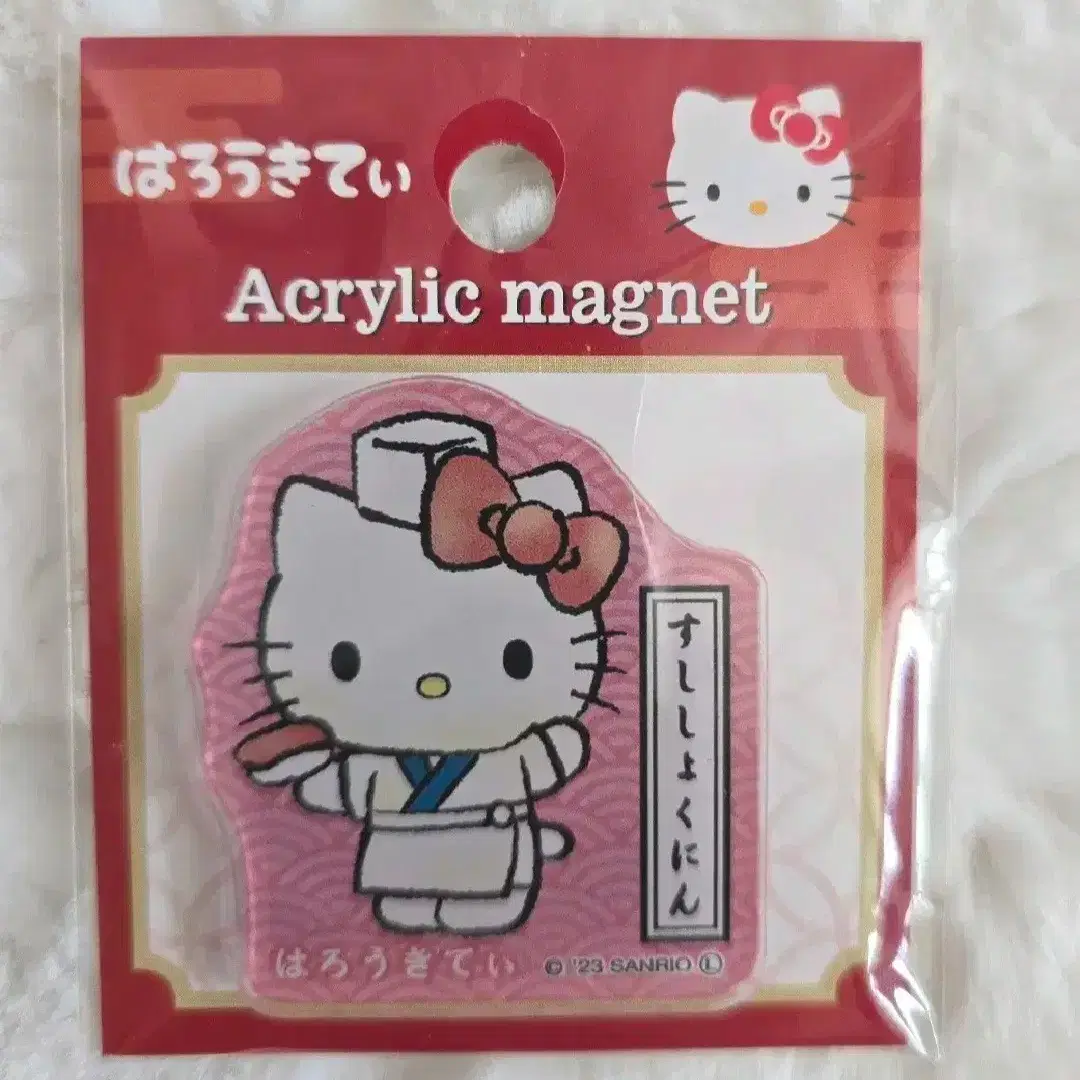 はろうきてぃ
Acrylic magnet
すししょくにん
はろうきてぃ
© '23 SANRIO Ⓛ